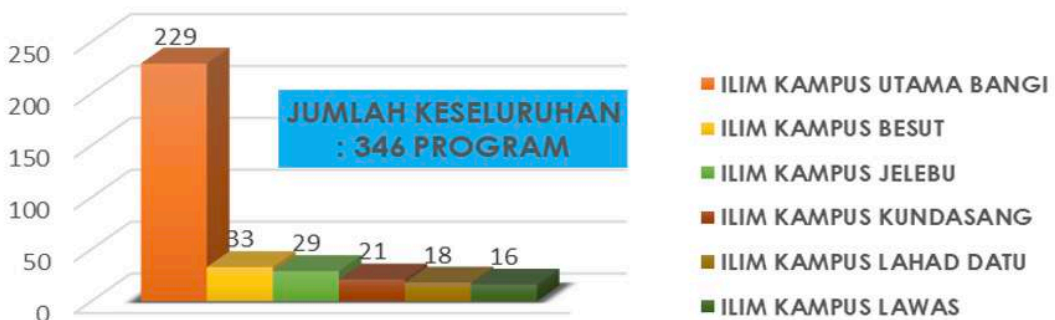 250
200
150
100
50
0
229
33
29
21
18
16
JUMLAH KESELURUHAN
: 346 PROGRAM
ILIM KAMPUS UTAMA BANGI
ILIM KAMPUS BESUT
ILIM KAMPUS JELEBU
ILIM KAMPUS KUNDASANG
ILIM KAMPUS LAHAD DATU
ILIM KAMPUS LAWAS